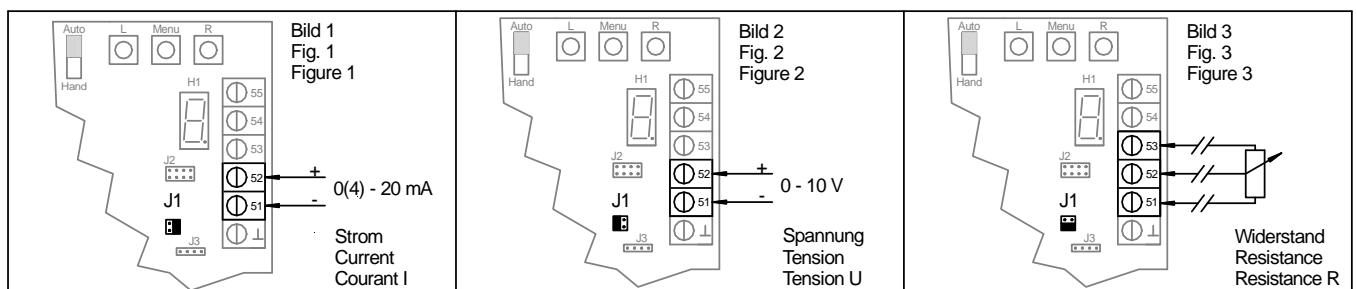 Auto
L Menu R
Hand
H1
55
54
53
52
51
⊥
J2
J1
J3
+
0(4) - 20 mA
-
Bild 1
Fig. 1
Figure 1
Strom
Current
Courant I
Auto
L Menu R
Hand
H1
55
54
53
52
51
⊥
J2
J1
J3
+
0 - 10 V
-
Bild 2
Fig. 2
Figure 2
Spannung
Tension
Tension U
Auto
L Menu R
Hand
H1
55
54
53
52
51
⊥
J2
J1
J3
Bild 3
Fig. 3
Figure 3
Widerstand
Resistance
Resistance R